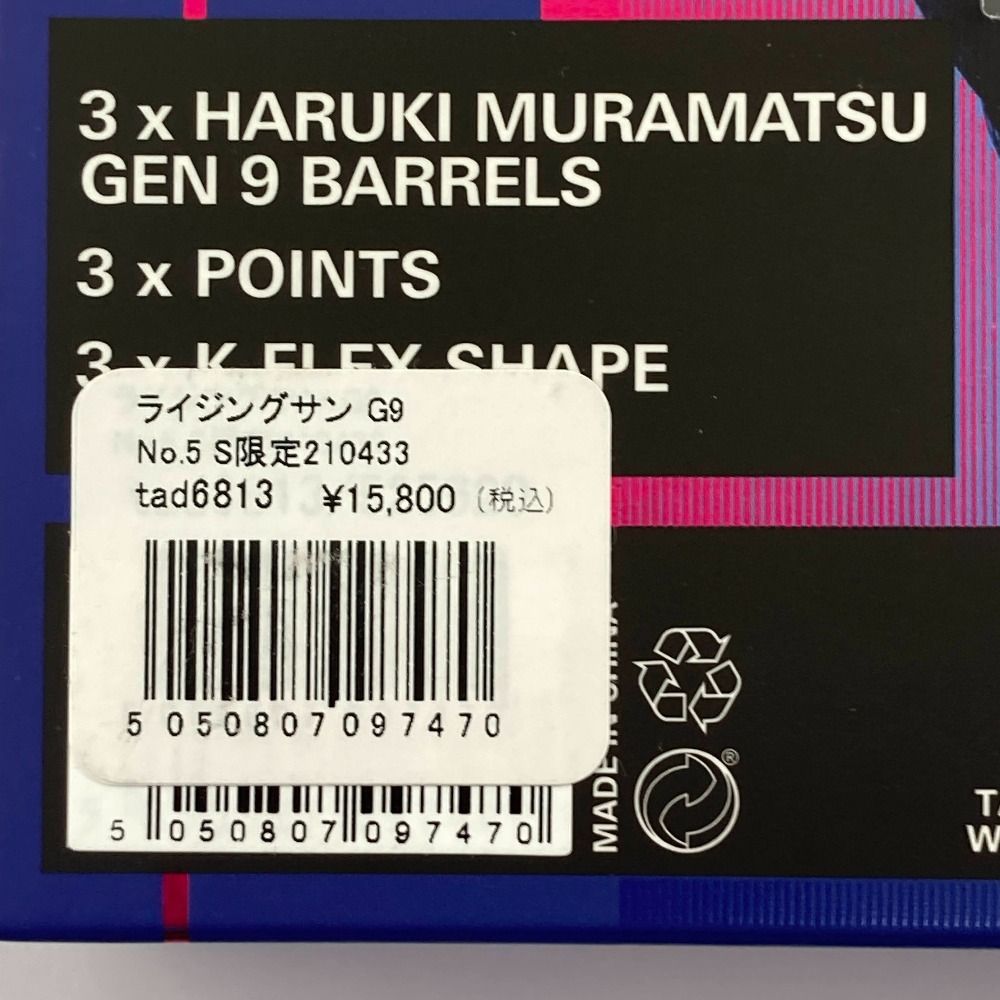 3 x HARUKI MURAMATSU
GEN 9 BARRELS
3 x POINTS
3 x K-FLEX SHAPE
ライジングサン G9
No.5 S限定210433
tad6813 ¥15,800 (税込)
5 050807 097470
5 050807 097470
MADE IN CHINA
®